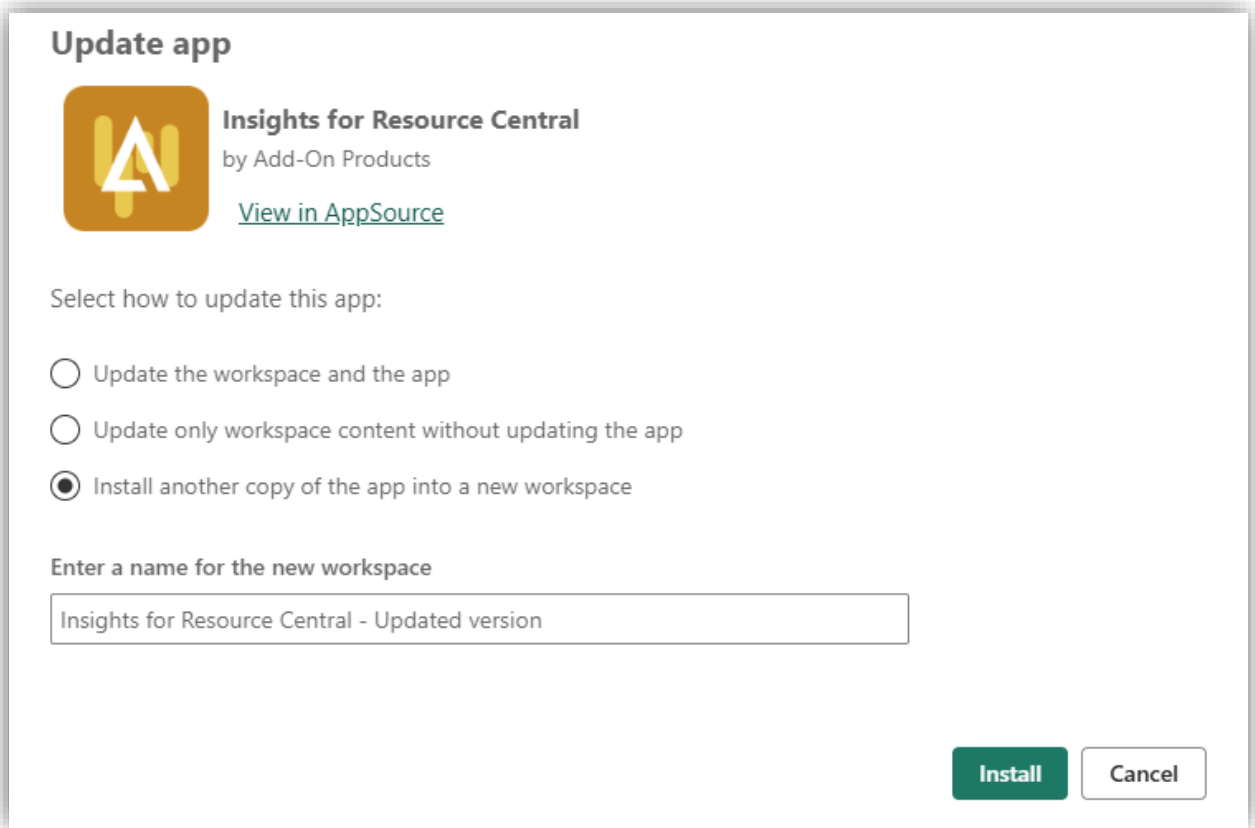 Update app
Insights for Resource Central
by Add-On Products
View in AppSource
Select how to update this app:
Update the workspace and the app
Update only workspace content without updating the app
Install another copy of the app into a new workspace
Enter a name for the new workspace
Insights for Resource Central - Updated version
Install
Cancel